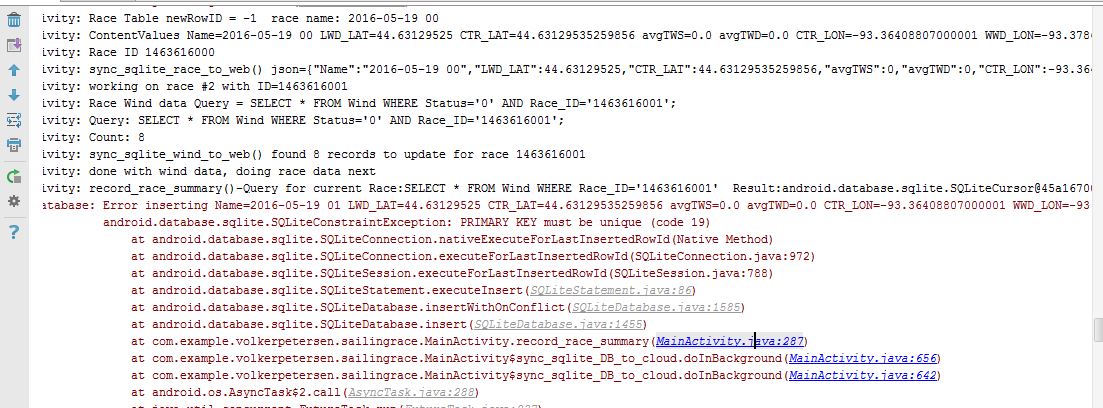 ivity: Race Table newRowID = -1  race name: 2016-05-19 00
ivity: ContentValues Name=2016-05-19 00 LWD_LAT=44.63129525 CTR_LAT=44.63129535259856 avgTWS=0.0 avgTWD=0.0 CTR_LON=-93.36408807000001 WWD_LON=-93.378
ivity: Race ID 1463616000
ivity: sync_sqlite_race_to_web() json={"Name":"2016-05-19 00","LWD_LAT":44.63129525,"CTR_LAT":44.63129535259856,"avgTWS":0,"avgTWD":0,"CTR_LON":-93.364
ivity: working on race #2 with ID=1463616001
ivity: Race Wind data Query = SELECT * FROM Wind WHERE Status='0' AND Race_ID='1463616001';
ivity: Query: SELECT * FROM Wind WHERE Status='0' AND Race_ID='1463616001';
ivity: Count: 8
ivity: sync_sqlite_wind_to_web() found 8 records to update for race 1463616001
ivity: done with wind data, doing race data next
ivity: record_race_summary()-Query for current Race:SELECT * FROM Wind WHERE Race_ID='1463616001'  Result:android.database.sqlite.SQLiteCursor@45a1670
atabase: Error inserting Name=2016-05-19 01 LWD_LAT=44.63129525 CTR_LAT=44.63129535259856 avgTWS=0.0 avgTWD=0.0 CTR_LON=-93.36408807000001 WWD_LON=-93
android.database.sqlite.SQLiteConstraintException: PRIMARY KEY must be unique (code 19)
at android.database.sqlite.SQLiteConnection.nativeExecuteForLastInsertedRowId(Native Method)
at android.database.sqlite.SQLiteConnection.executeForLastInsertedRowId(SQLiteConnection.java:972)
at android.database.sqlite.SQLiteSession.executeForLastInsertedRowId(SQLiteSession.java:788)
at android.database.sqlite.SQLiteStatement.executeInsert(SQLiteStatement.java:86)
at android.database.sqlite.SQLiteDatabase.insertWithOnConflict(SQLiteDatabase.java:1585)
at android.database.sqlite.SQLiteDatabase.insert(SQLiteDatabase.java:1455)
at com.example.volkerpetersen.sailingrace.MainActivity.record_race_summary(MainActivity.java:287)
at com.example.volkerpetersen.sailingrace.MainActivity$sync_sqlite_DB_to_cloud.doInBackground(MainActivity.java:656)
at com.example.volkerpetersen.sailingrace.MainActivity$sync_sqlite_DB_to_cloud.doInBackground(MainActivity.java:642)
at android.os.AsyncTask$2.call(AsyncTask.java:288)